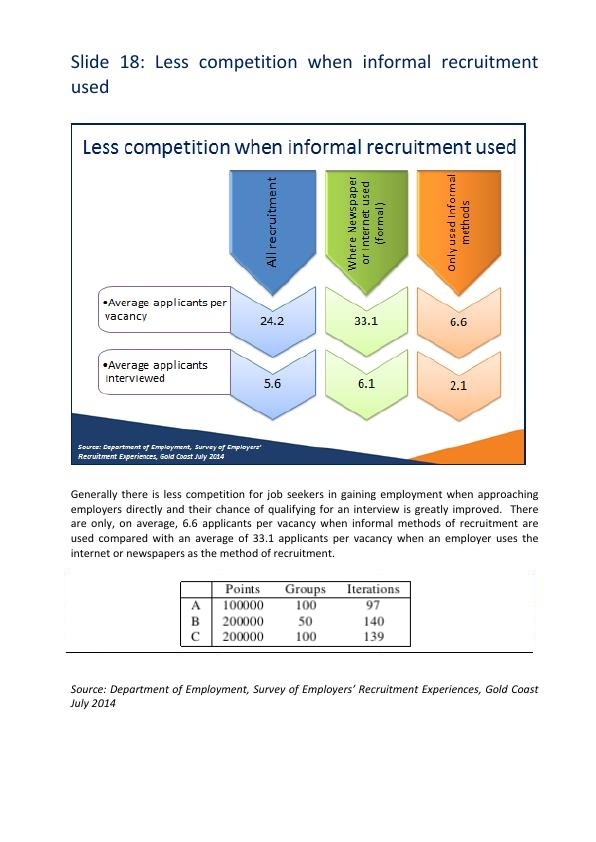 Slide 18: Less competition when informal recruitment
used
Less competition when informal recruitment used
All recruitment
Where Newspaper
or Internet used
(formal)
Only used Informal
methods
•Average applicants per
vacancy
24.2
33.1
6.6
•Average applicants
interviewed
5.6
6.1
2.1
Source: Department of Employment, Survey of Employers'
Recruitment Experiences, Gold Coast July 2014
Generally there is less competition for job seekers in gaining employment when approaching
employers directly and their chance of qualifying for an interview is greatly improved. There
are only, on average, 6.6 applicants per vacancy when informal methods of recruitment are
used compared with an average of 33.1 applicants per vacancy when an employer uses the
internet or newspapers as the method of recruitment.
Points Groups Iterations
A 100000 100 97
B 200000 50 140
C 200000 100 139
Source: Department of Employment, Survey of Employers' Recruitment Experiences, Gold Coast
July 2014